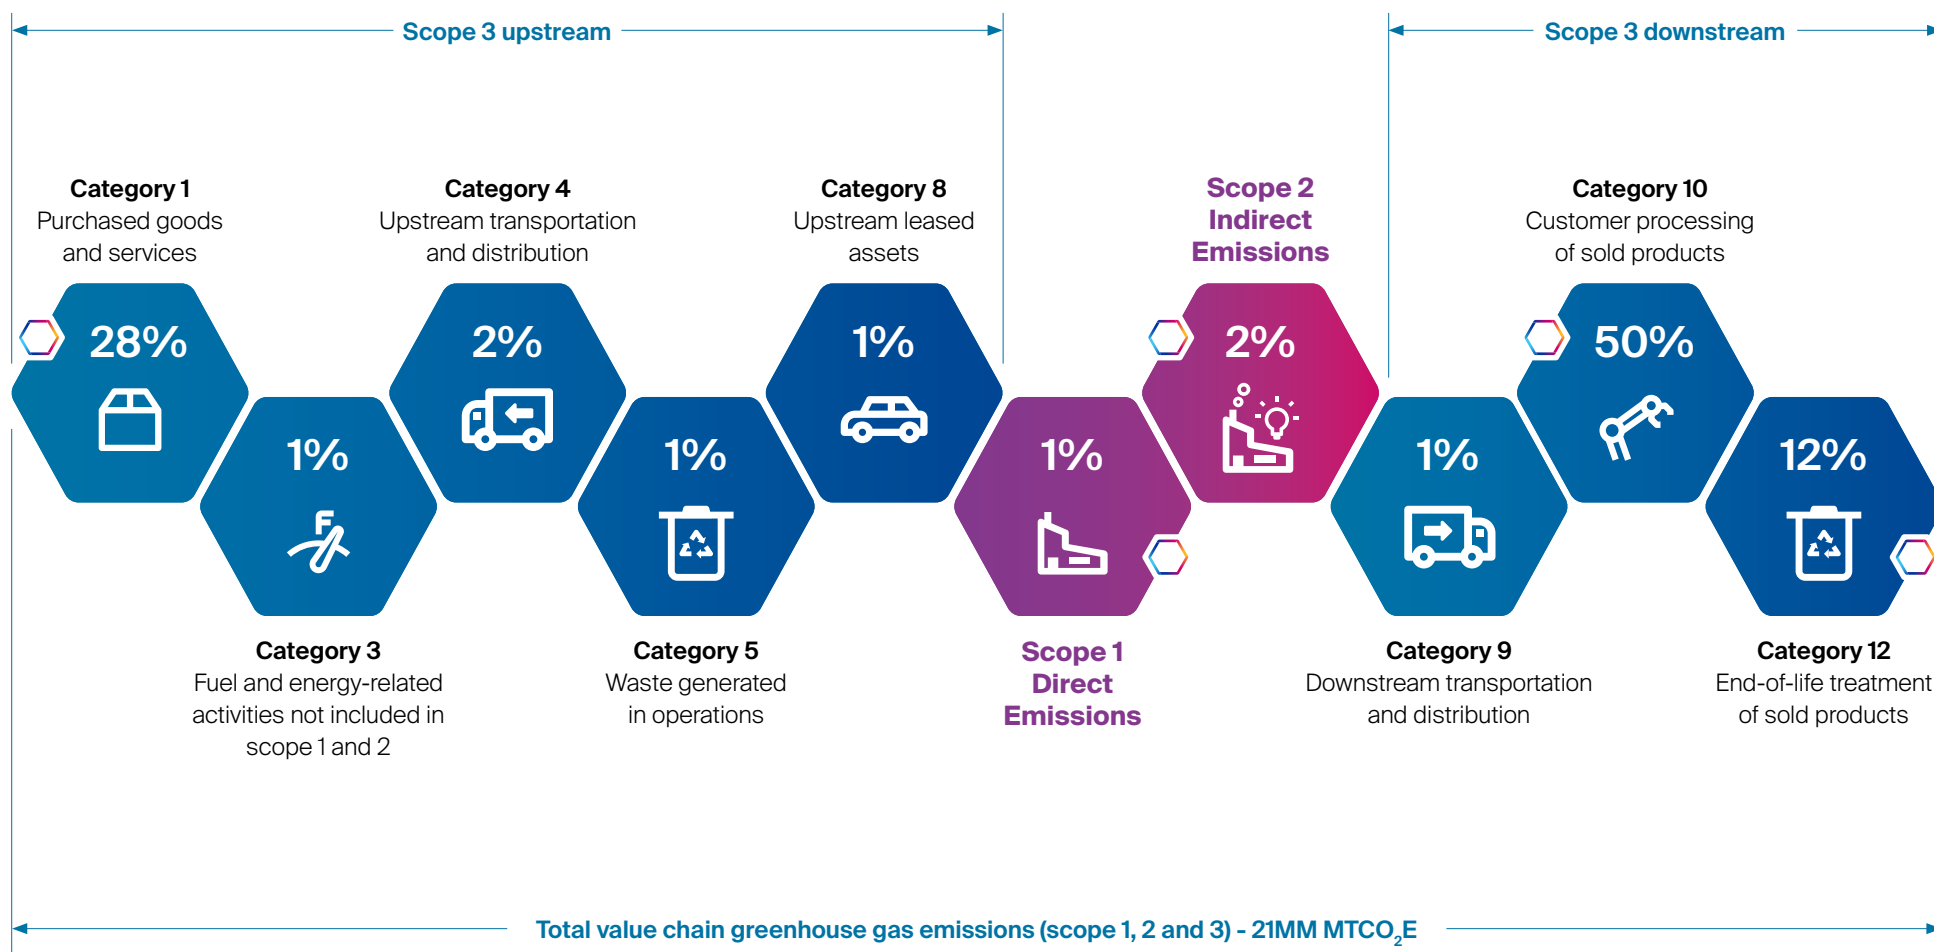 Scope 3 upstream
Scope 3 downstream
Category 1
Purchased goods
and services
28%
Category 3
Fuel and energy-related
activities not included in
scope 1 and 2
1%
Category 4
Upstream transportation
and distribution
2%
F
Category 5
Waste generated
in operations
1%
Category 8
Upstream leased
assets
1%
Scope 1
Direct
Emissions
1%
Scope 2
Indirect
Emissions
2%
Category 9
Downstream transportation
and distribution
1%
Category 10
Customer processing
of sold products
50%
Category 12
End-of-life treatment
of sold products
12%
Total value chain greenhouse gas emissions (scope 1, 2 and 3) - 21MM MTCO₂E